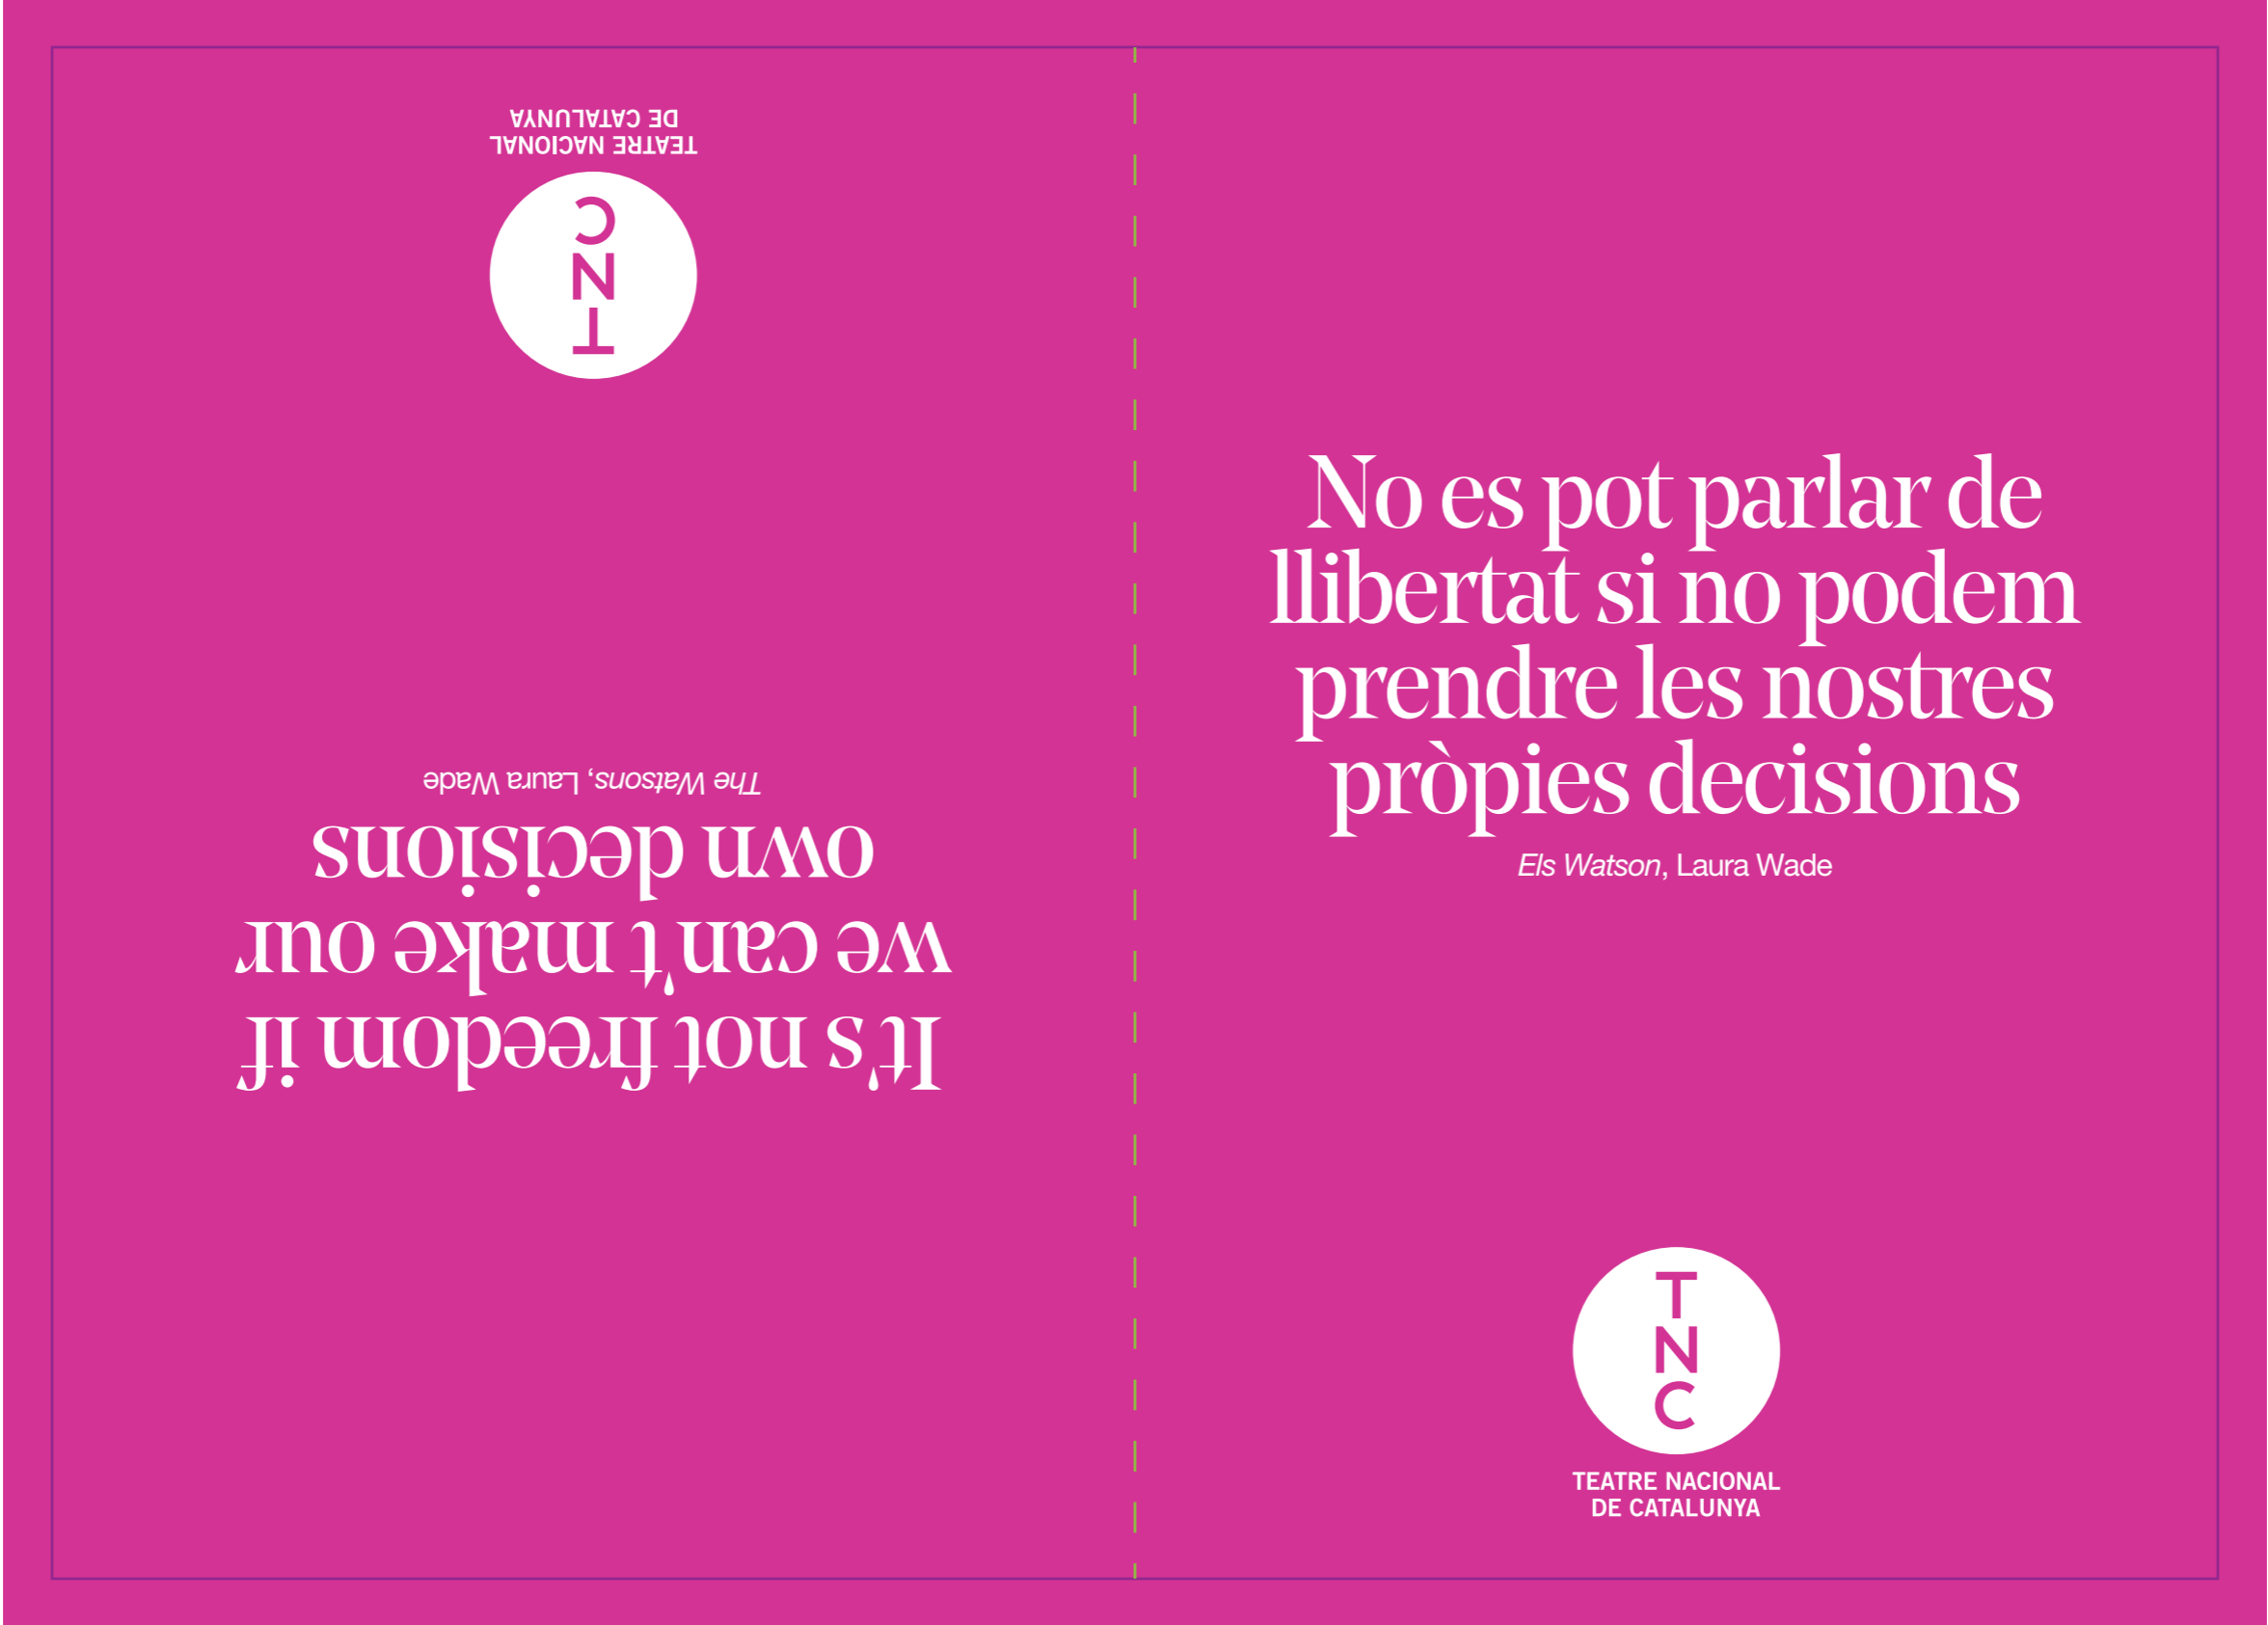 It's not freedom if
we can't make our
own decisions
The Watsons, Laura Wade
T
N
C
TEATRE NACIONAL
DE CATALUNYA
No es pot parlar de
llibertat si no podem
prendre les nostres
pròpies decisions
Els Watson, Laura Wade
T
N
C
TEATRE NACIONAL
DE CATALUNYA